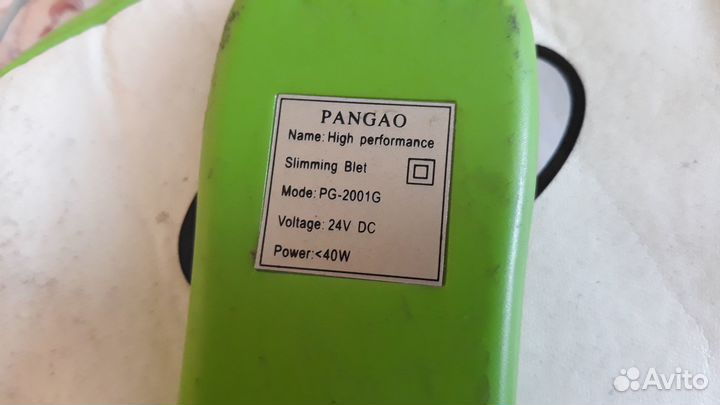 PANGAO
Name: High performance
Slimming Blet
Mode: PG-2001G
Voltage: 24V DC
Power: <40W
Avito